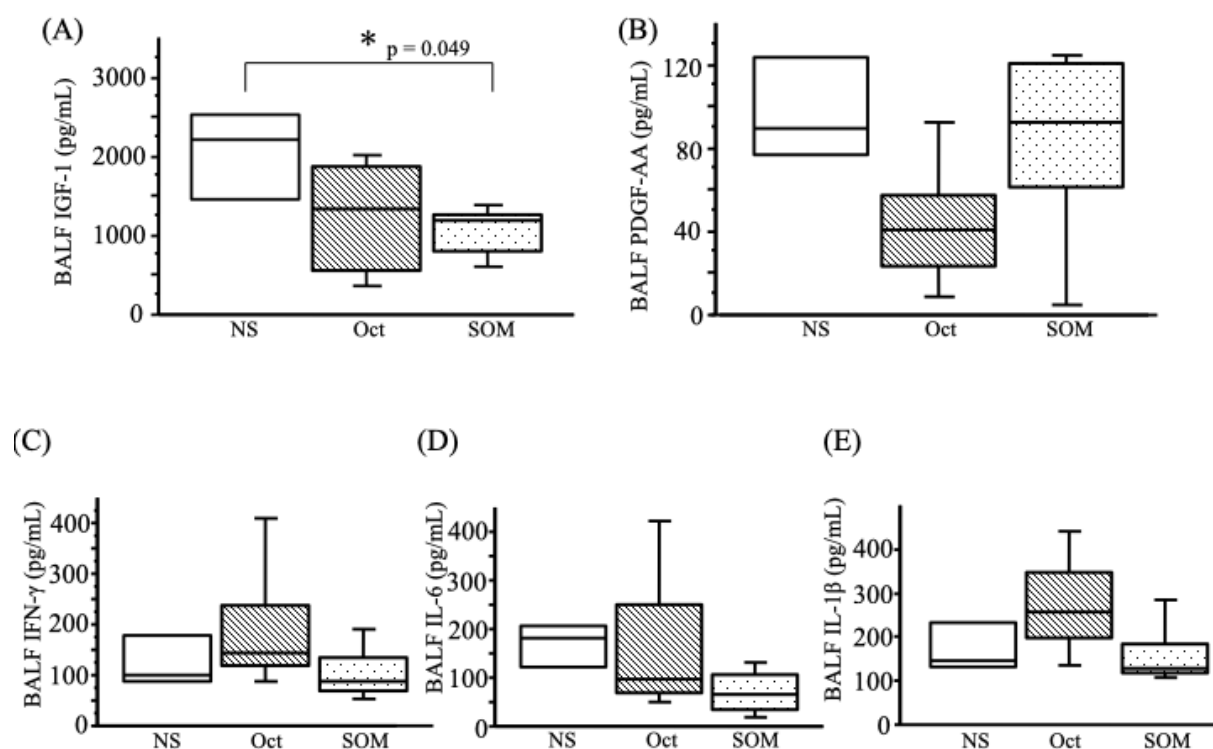 (A)
BALF IGF-1 (pg/mL)
3000
2000
1000
0
* p = 0.049
NS Oct SOM
(B)
BALF PDGF-AA (pg/mL)
120
80
40
0
NS Oct SOM
(C)
BALF IFN-γ (pg/mL)
400
300
200
100
0
NS Oct SOM
(D)
BALF IL-6 (pg/mL)
400
300
200
100
0
NS Oct SOM
(E)
BALF IL-1β (pg/mL)
400
300
200
100
0
NS Oct SOM